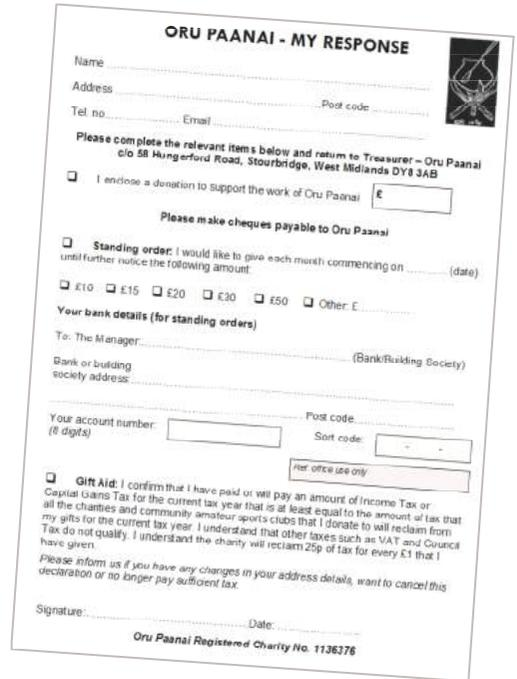 ORU PAANAI - MY RESPONSE
Name
Address Post code
Tel. no. Email
Please complete the relevant items below and return to Treasurer – Oru Paanai
c/o 58 Hungerford Road, Stourbridge, West Midlands DY8 3AB
I enclose a donation to support the work of Oru Paanai £
Please make cheques payable to Oru Paanai
Standing order: I would like to give each month commencing on (date)
until further notice the following amount:
£10 £15 £20 £30 £50 Other: £
Your bank details (for standing orders)
To: The Manager: (Bank/Building Society)
Bank or building
society address:
Post code
Your account number: Sort code: - -
(8 digits)
office use only
Gift Aid: I confirm that I have paid or will pay an amount of Income Tax or
Capital Gains Tax for the current tax year that is at least equal to the amount of tax that
all the charities and community amateur sports clubs that I donate to will reclaim from
my gifts for the current tax year. I understand that other taxes such as VAT and Council
Tax do not qualify. I understand the charity will reclaim 25p of tax for every £1 that I
have given.
Please inform us if you have any changes in your address details, want to cancel this
declaration or no longer pay sufficient tax.
Signature: Date:
Oru Paanai Registered Charity No. 1136376